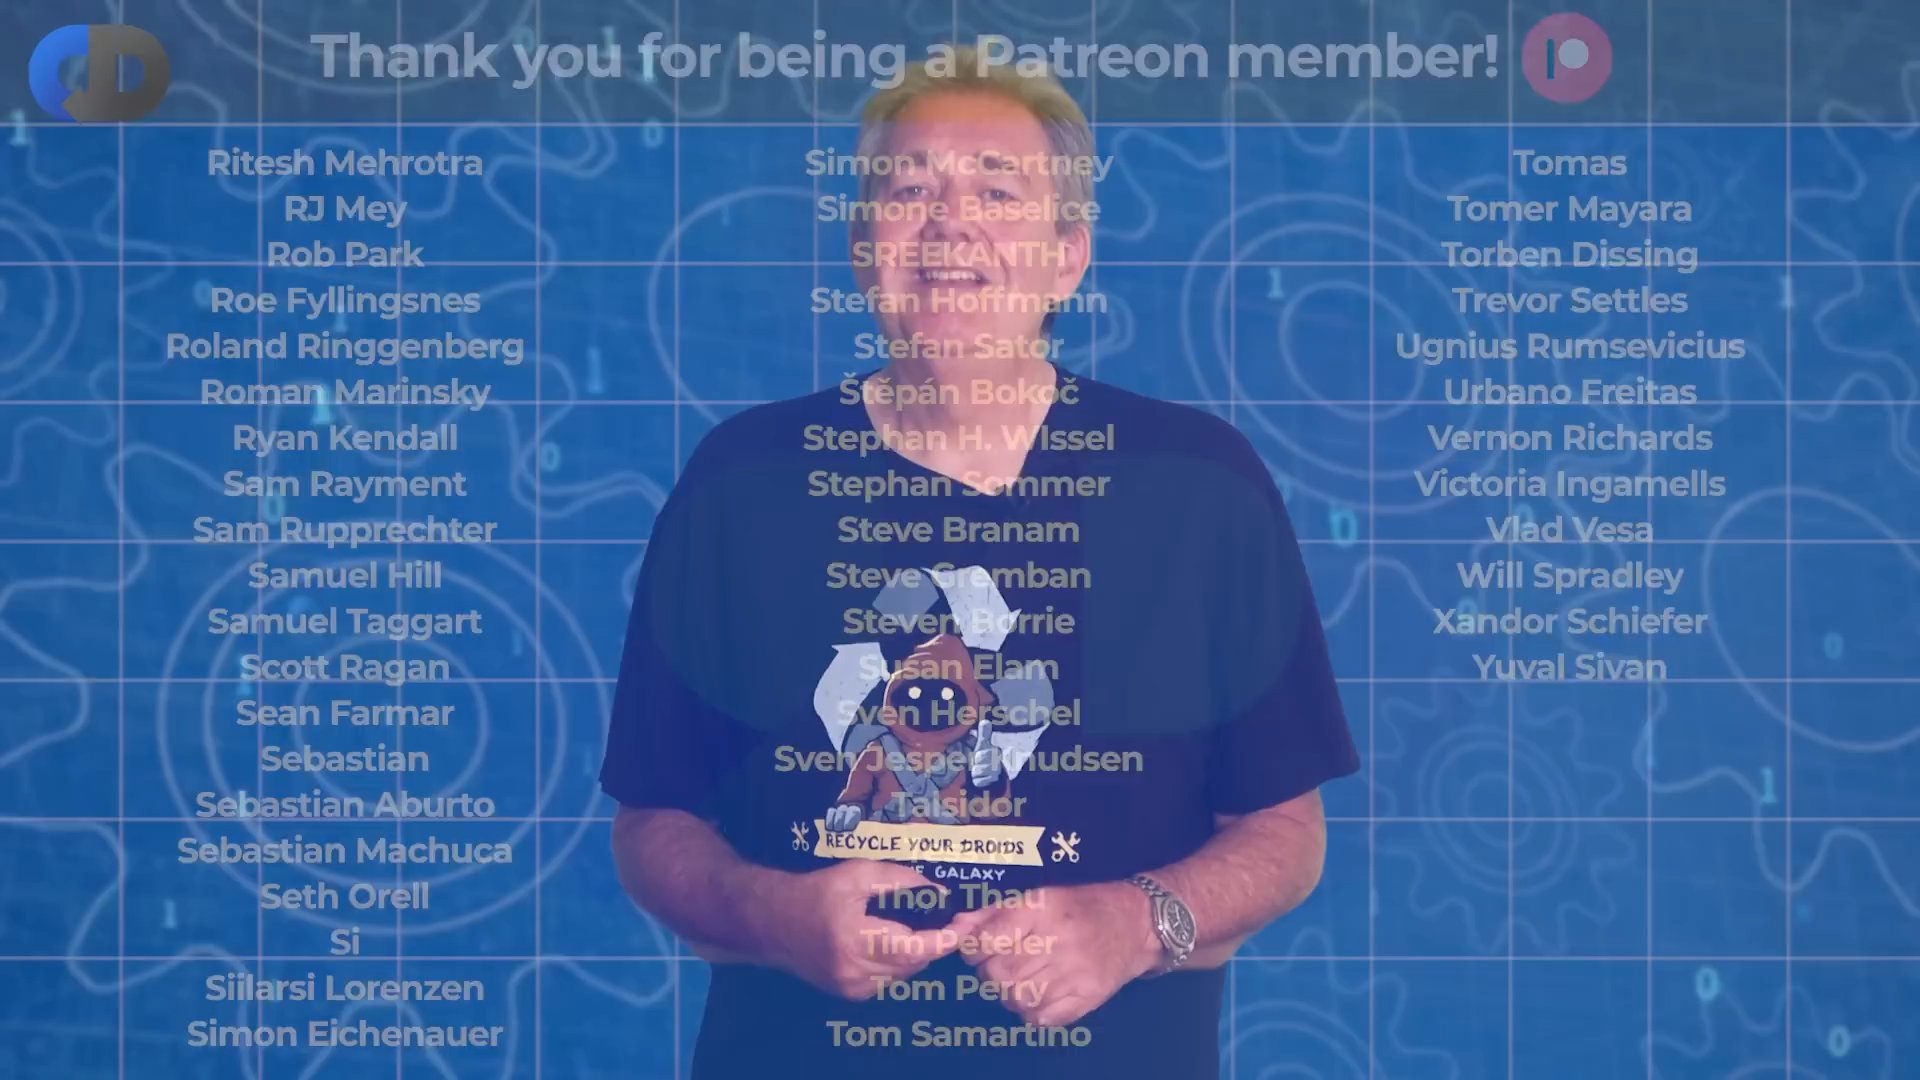 Thank you for being a Patreon member!
Ritesh Mehrotra
RJ Mey
Rob Park
Roe Fyllingsnes
Roland Ringgenberg
Roman Marinsky
Ryan Kendall
Sam Rayment
Sam Rupprechter
Samuel Hill
Samuel Taggart
Scott Ragan
Sean Farmar
Sebastian
Sebastian Aburto
Sebastian Machuca
Seth Orell
Si
Siilarsi Lorenzen
Simon Eichenauer
Simon McCartney
Simone Baselice
SREEKANTH
Stefan Hoffmann
Stefan Sator
Štěpán Bokoč
Stephan H. WIssel
Stephan Sommer
Steve Branam
Steve Gremban
Steven Borrie
Susan Elam
Sven Herschel
Sven Jesper Knudsen
Talsidor
Thor Thau
Tim Peteler
Tom Perry
Tom Samartino
Tomas
Tomer Mayara
Torben Dissing
Trevor Settles
Ugnius Rumsevicius
Urbano Freitas
Vernon Richards
Victoria Ingamells
Vlad Vesa
Will Spradley
Xandor Schiefer
Yuval Sivan
RECYCLE YOUR DROIDS
GALAXY